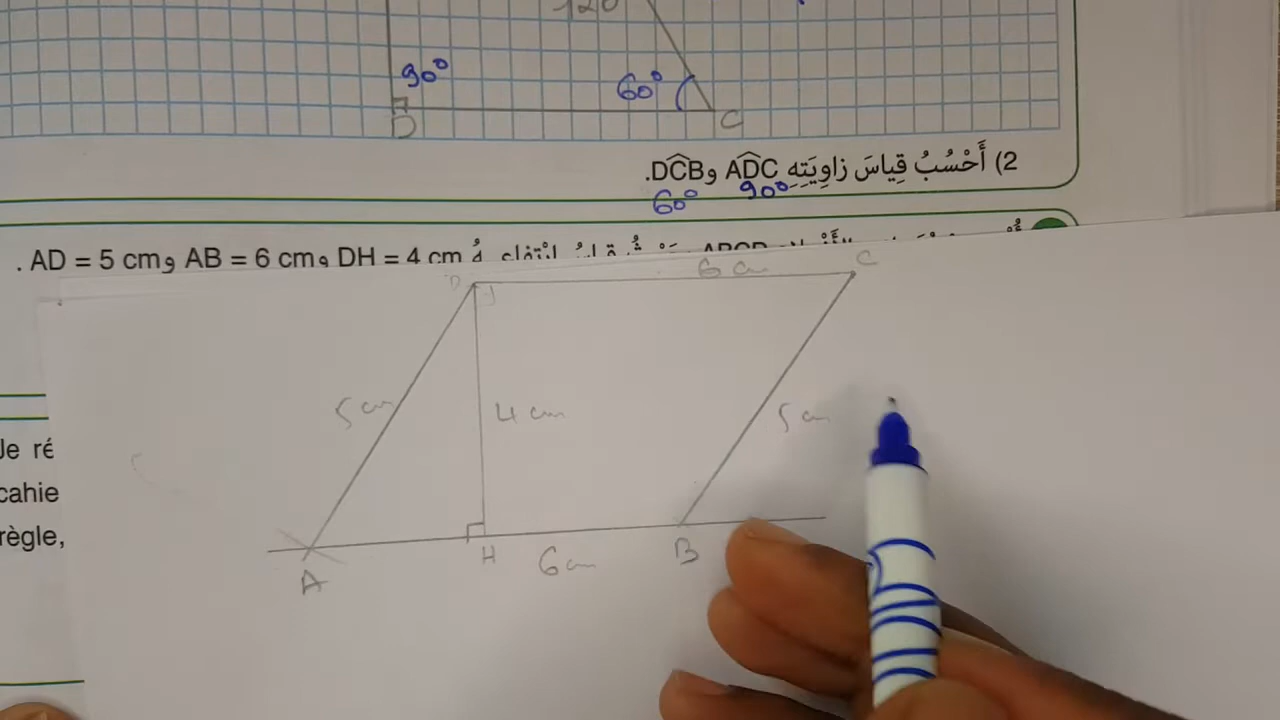 120
90°
60°
D
C
2) أَحْسُبُ قِياسَ زاوِيَتِهِ ADC وDCB.
60° 90°
DH = 4 cm و AB = 6 cm و AD = 5 cm .
6 cm
C
D
5 cm
4 cm
5 cm
Je ré
cahie
règle,
H
6 cm
B
A